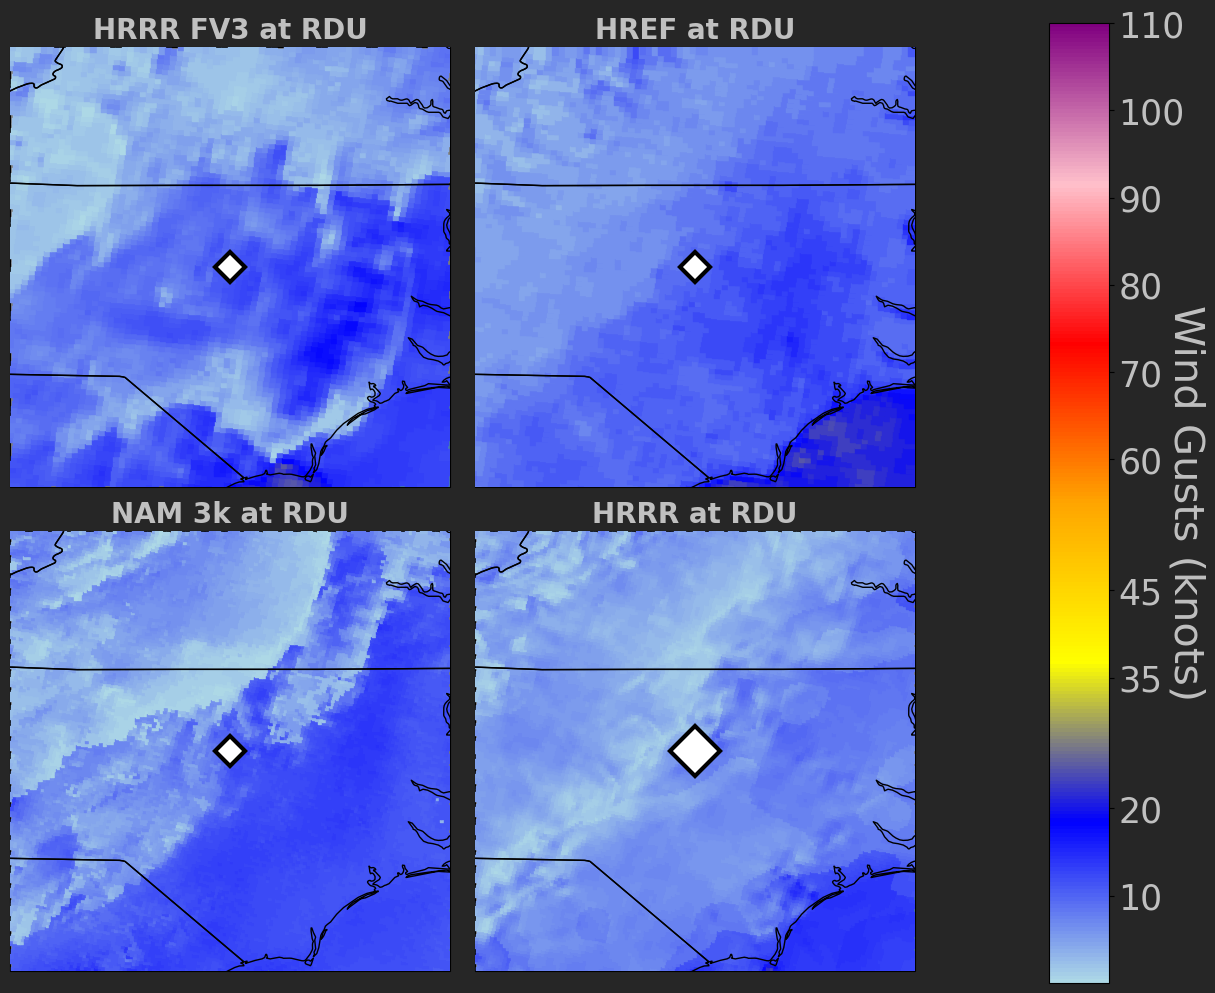 HRRR FV3 at RDU
HREF at RDU
NAM 3k at RDU
HRRR at RDU
110
100
90
80
70
60
45
35
20
10
Wind Gusts (knots)